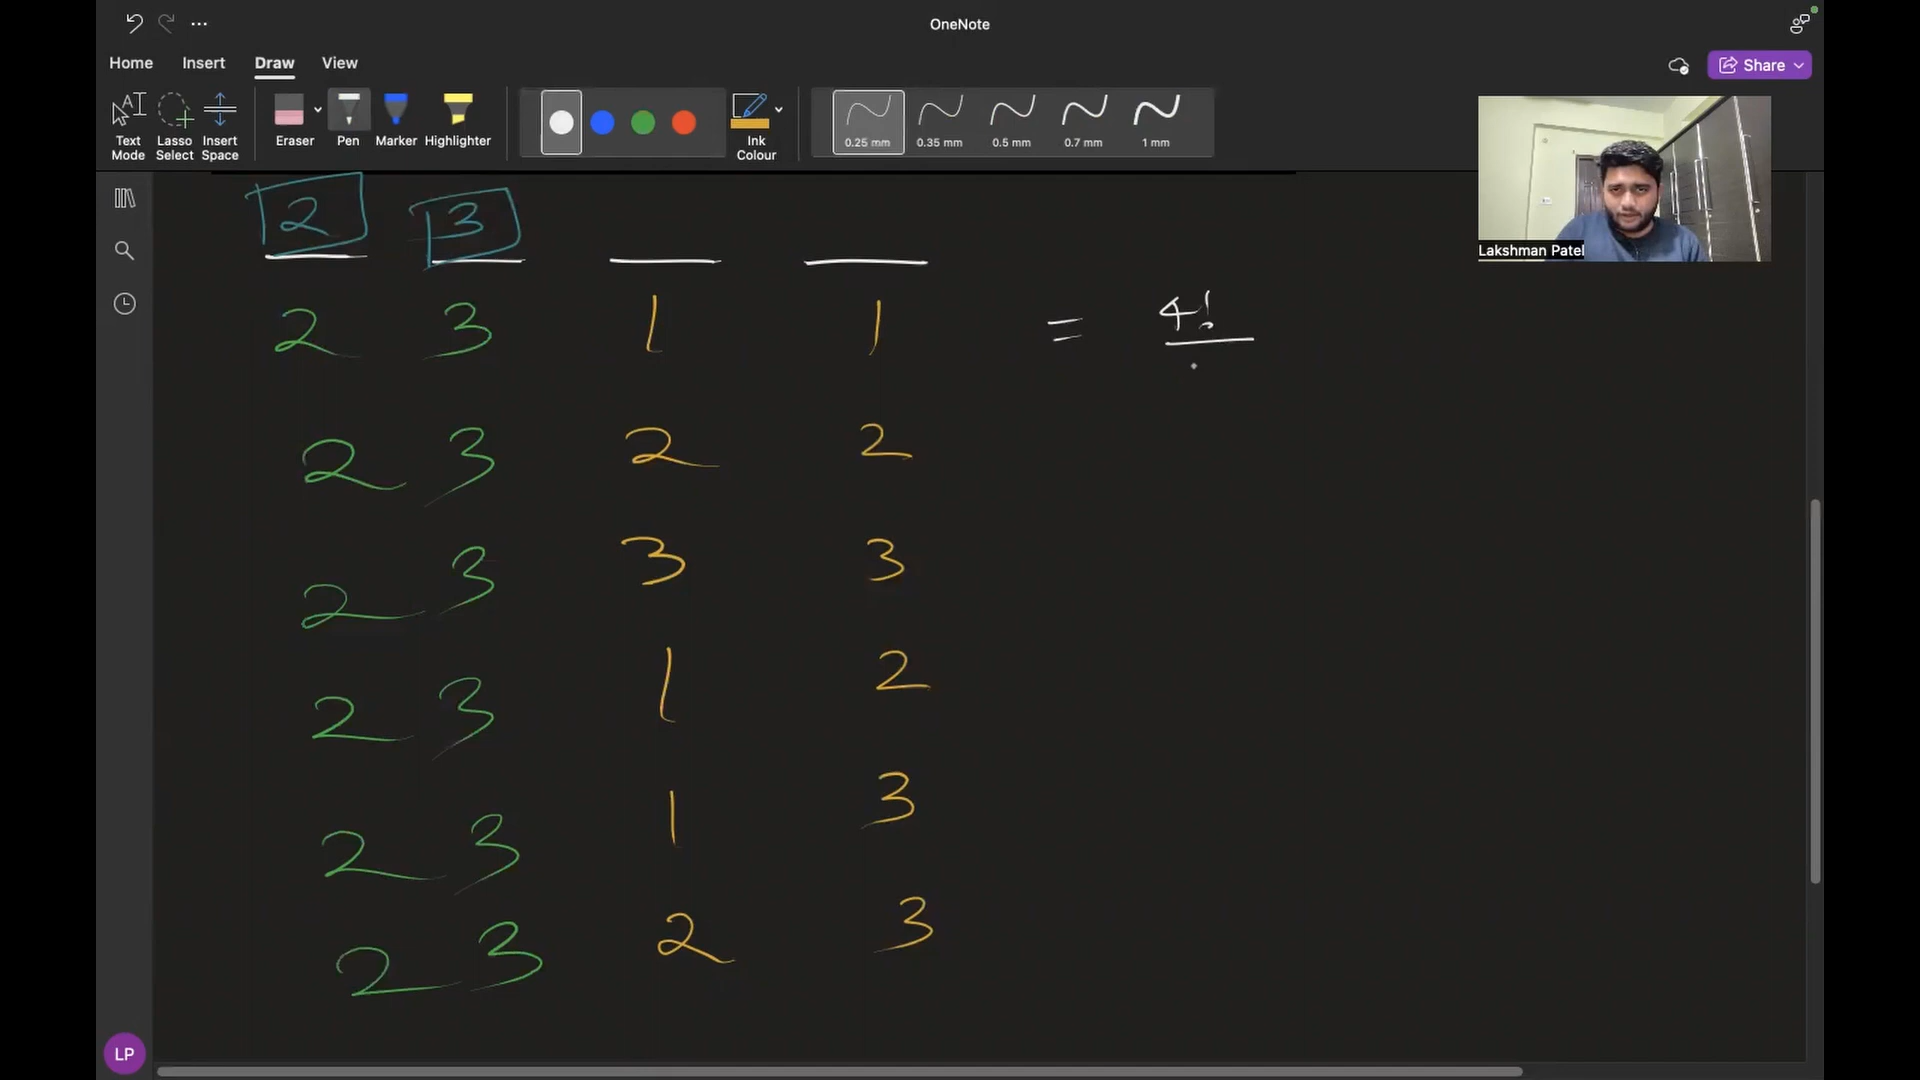 OneNote
Home Insert Draw View
Share
Text Mode
Lasso Select
Insert Space
Eraser
Pen
Marker
Highlighter
Ink Colour
0.25 mm
0.35 mm
0.5 mm
0.7 mm
1 mm
Lakshman Patel
2 3
2 3 1 1 = 4!
2 3 2 2
2 3 3 3
2 3 1 2
2 3 1 3
2 3 2 3
LP